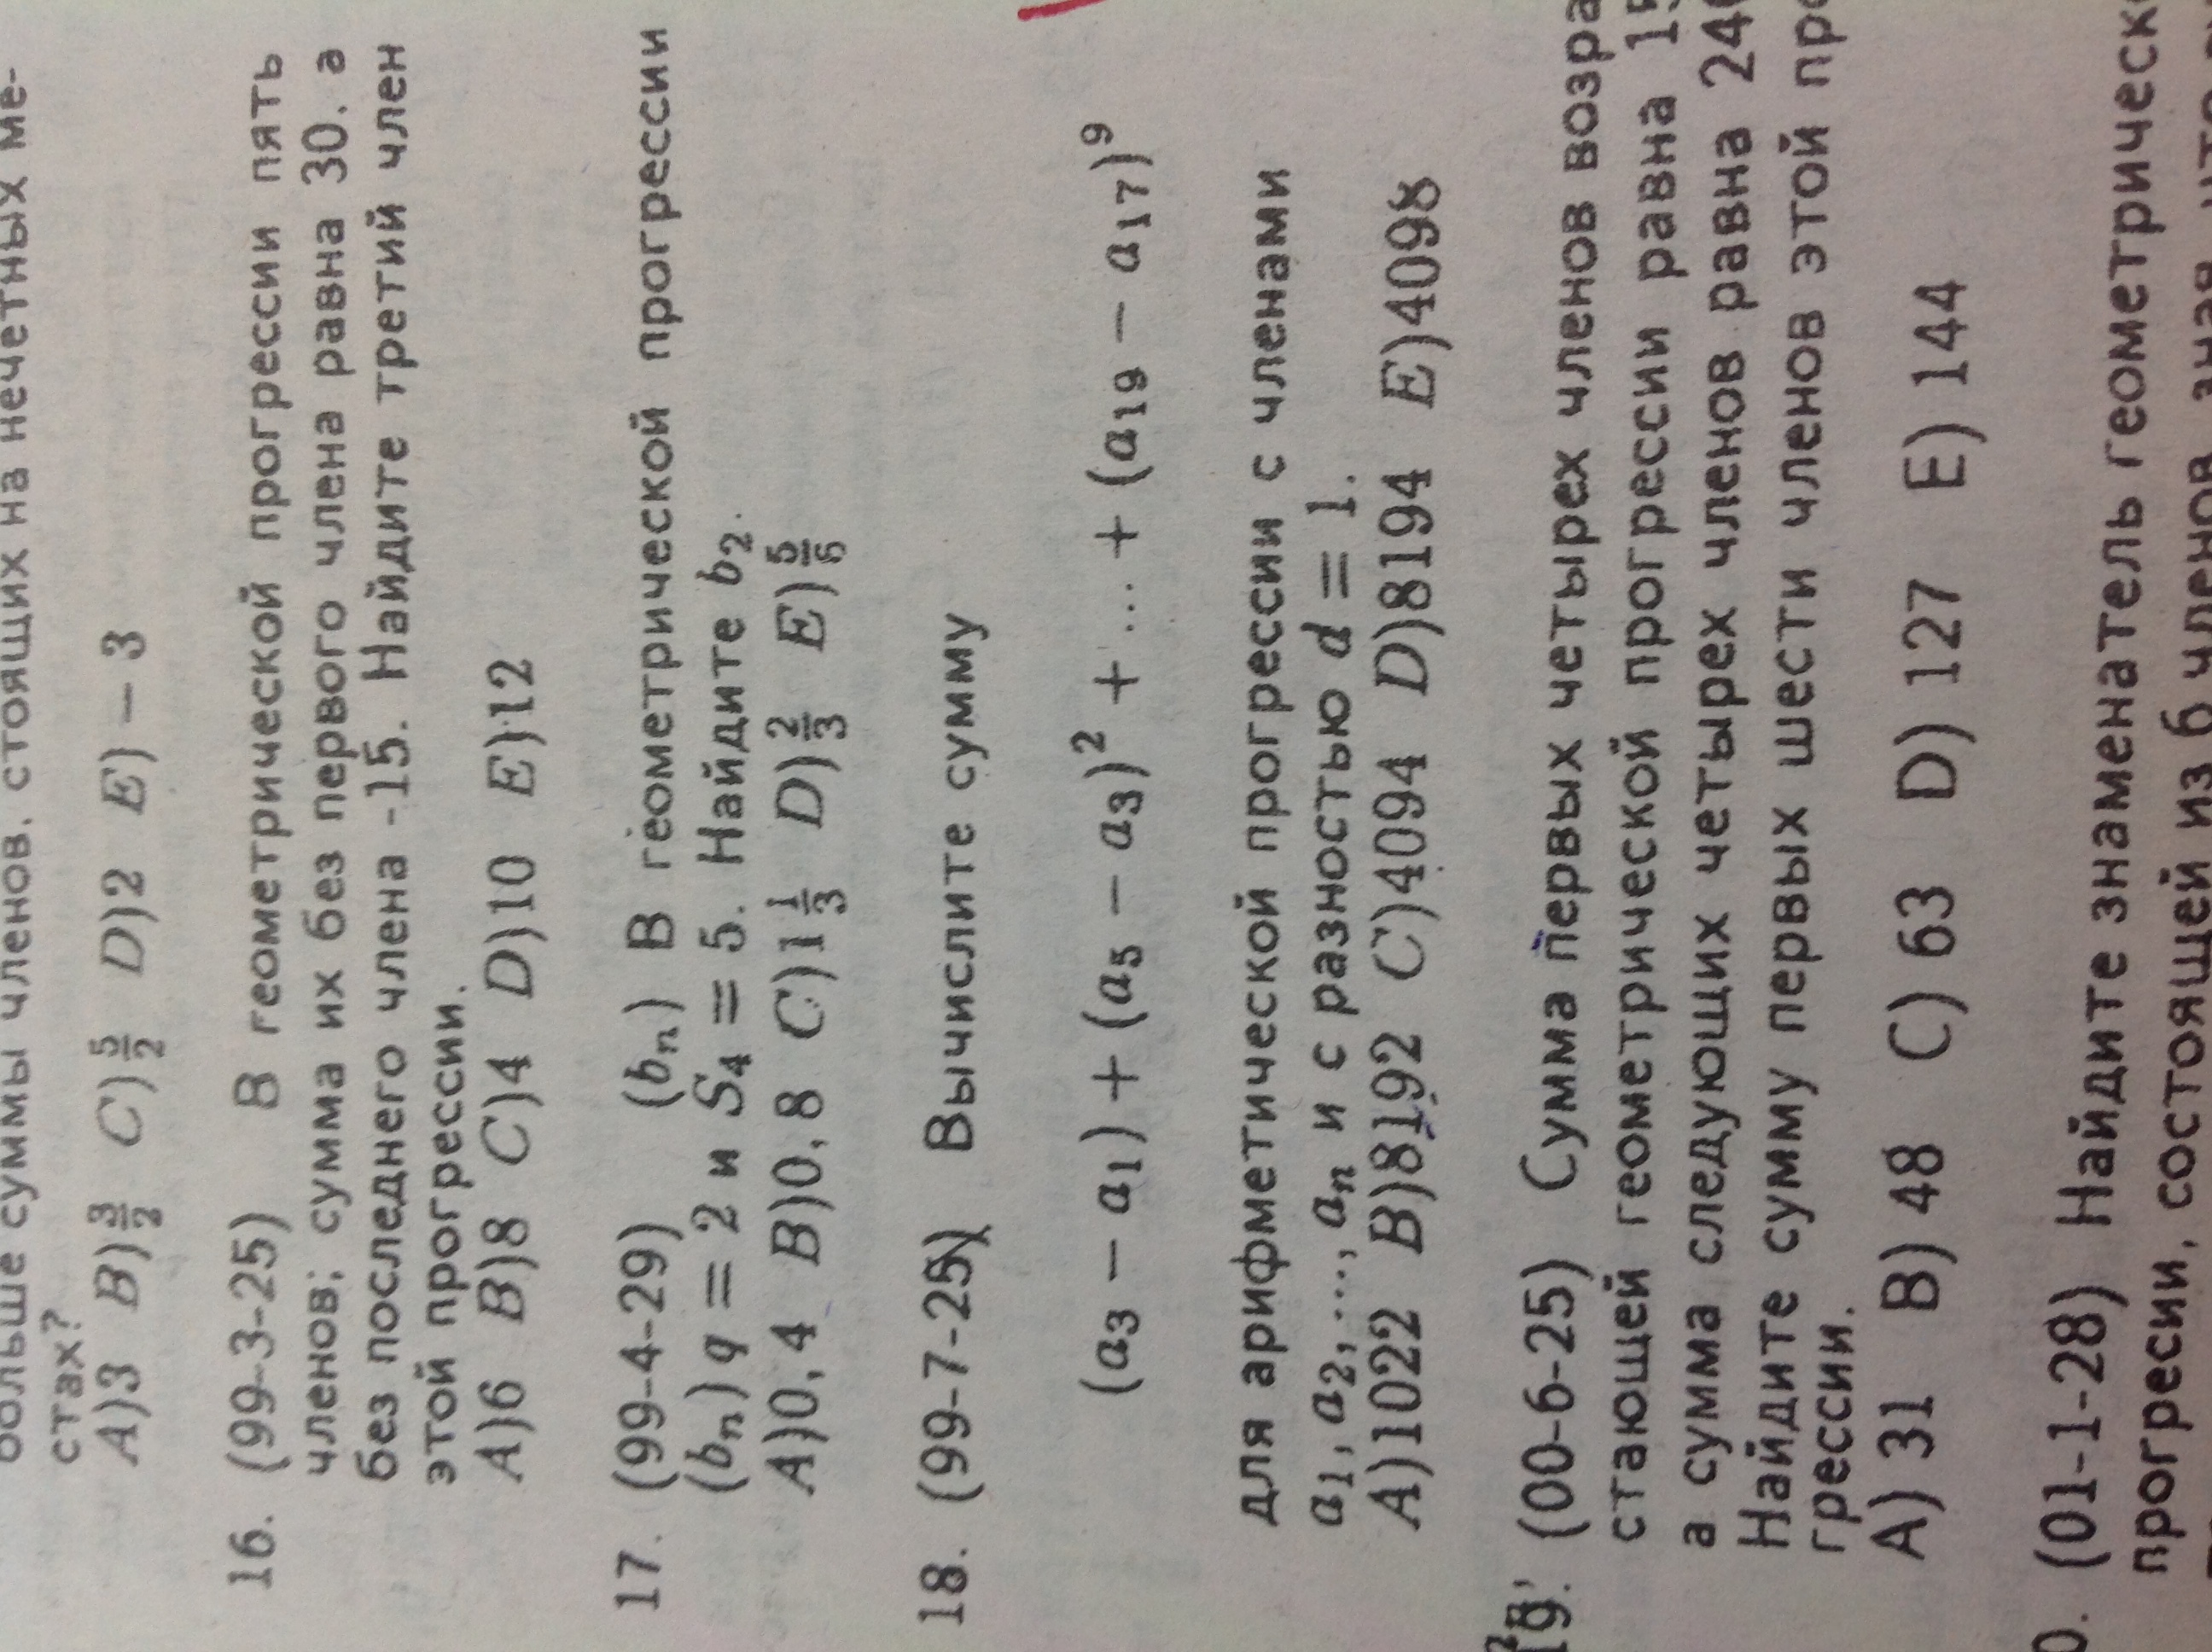 больше суммы членов, стоящих на нечетных ме-
стах?
A)3 B)3/2 C)5/2 D)2 E) − 3
16. (99-3-25) В геометрической прогрессии пять
членов; сумма их без первого члена равна 30, а
без последнего члена -15. Найдите третий член
этой прогрессии.
A)6 B)8 C)4 D)10 E)12
17. (99-4-29) (bₙ) В геометрической прогрессии
(bₙ) q = 2 и S₄ = 5. Найдите b₂.
A)0,4 B)0,8 C)1 1/3 D)2/3 E)5/6
18. (99-7-25) Вычислите сумму
(a₃ − a₁) + (a₅ − a₃)² + ... + (a₁₉ − a₁₇)⁹
для арифметической прогрессии с членами
a₁, a₂, ..., aₙ и с разностью d = 1.
A)1022 B)8192 C)4094 D)8194 E)4098
19. (00-6-25) Сумма первых четырех членов возра
стающей геометрической прогрессии равна 15
а сумма следующих четырех членов равна 240
Найдите сумму первых шести членов этой про
грессии.
A) 31 B) 48 C) 63 D) 127 E) 144
0. (01-1-28) Найдите знаменатель геометрическ
прогресии, состоящей из 6 членов, зная, что